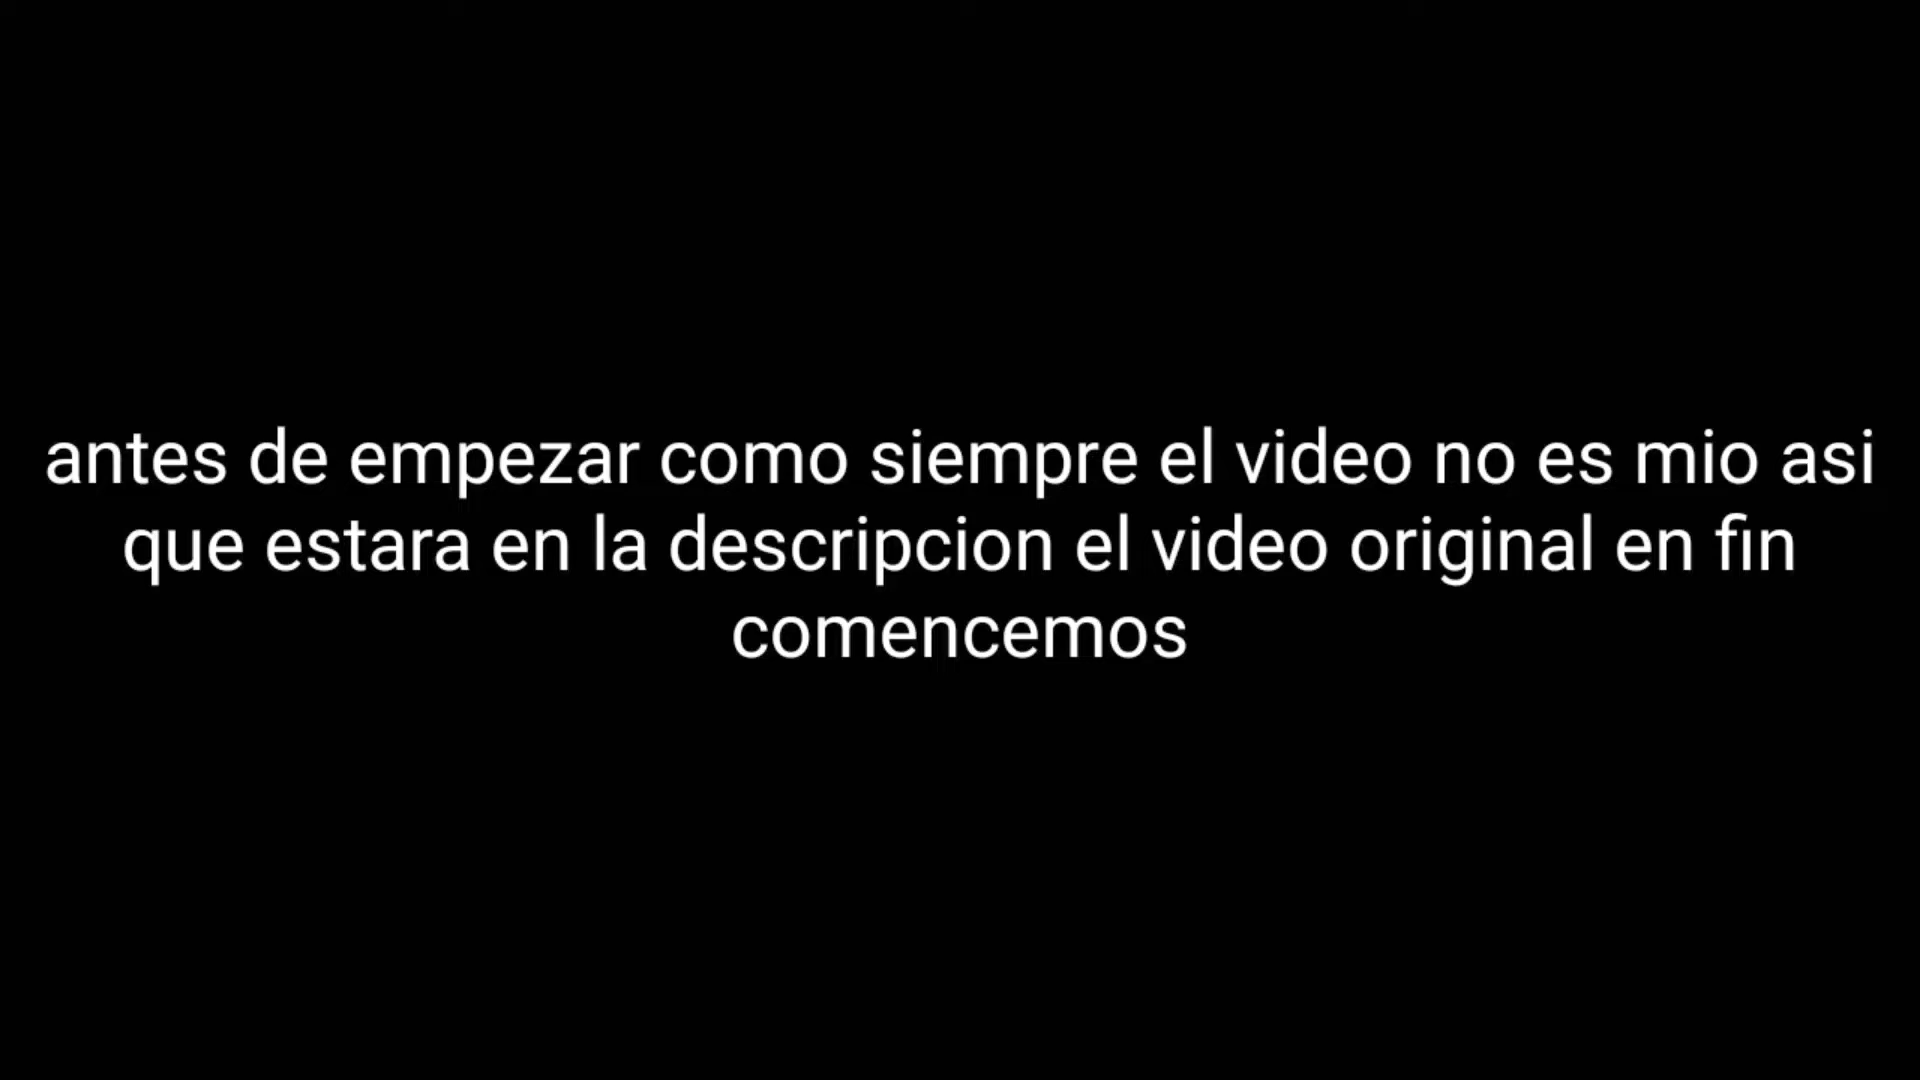 antes de empezar como siempre el video no es mio asi
que estara en la descripcion el video original en fin
comencemos